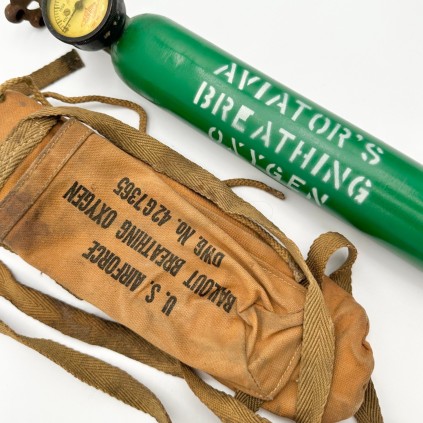 AVIATOR'S
BREATHING
OXYGEN
U.S. AIRFORCE
BAILOUT BREATHING OXYGEN
DWG. No. 42G7365